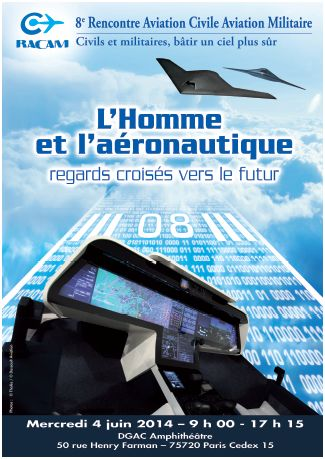 8e Rencontre Aviation Civile Aviation Militaire
RACAM
Civils et militaires, bâtir un ciel plus sûr
L'Homme
et l'aéronautique
regards croisés vers le futur
08
Mercredi 4 juin 2014 – 9 h 00 - 17 h 15
DGAC Amphithéâtre
50 rue Henry Farman – 75720 Paris Cedex 15